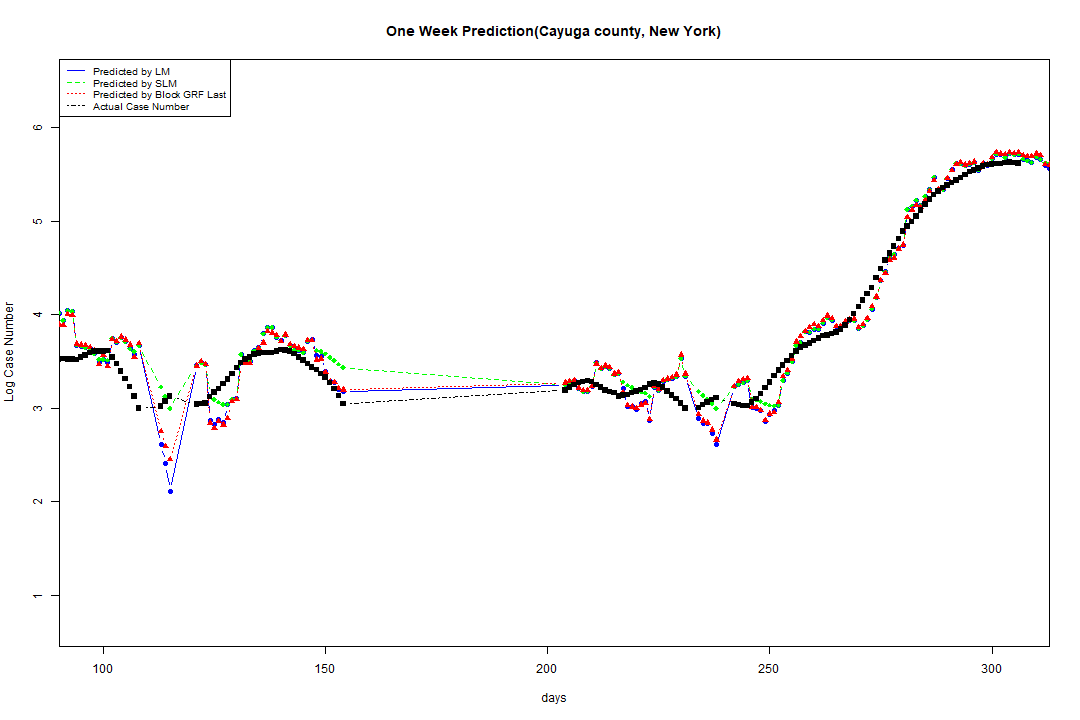 One Week Prediction(Cayuga county, New York)
Predicted by LM
Predicted by SLM
Predicted by Block GRF Last
Actual Case Number
Log Case Number
6
5
4
3
2
1
100 150 200 250 300
days